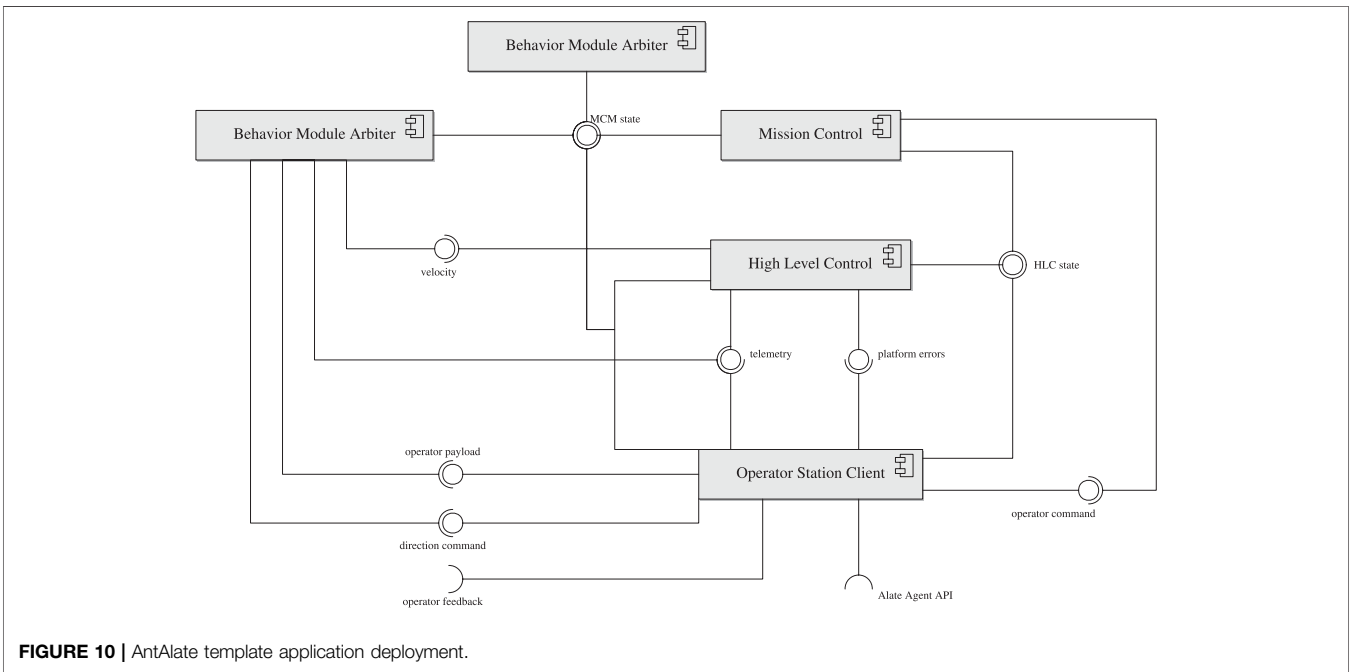 Behavior Module Arbiter
MCM state
Behavior Module Arbiter
Mission Control
High Level Control
HLC state
velocity
telemetry
platform errors
operator payload
Operator Station Client
operator command
direction command
operator feedback
Alate Agent API
FIGURE 10 | AntAlate template application deployment.